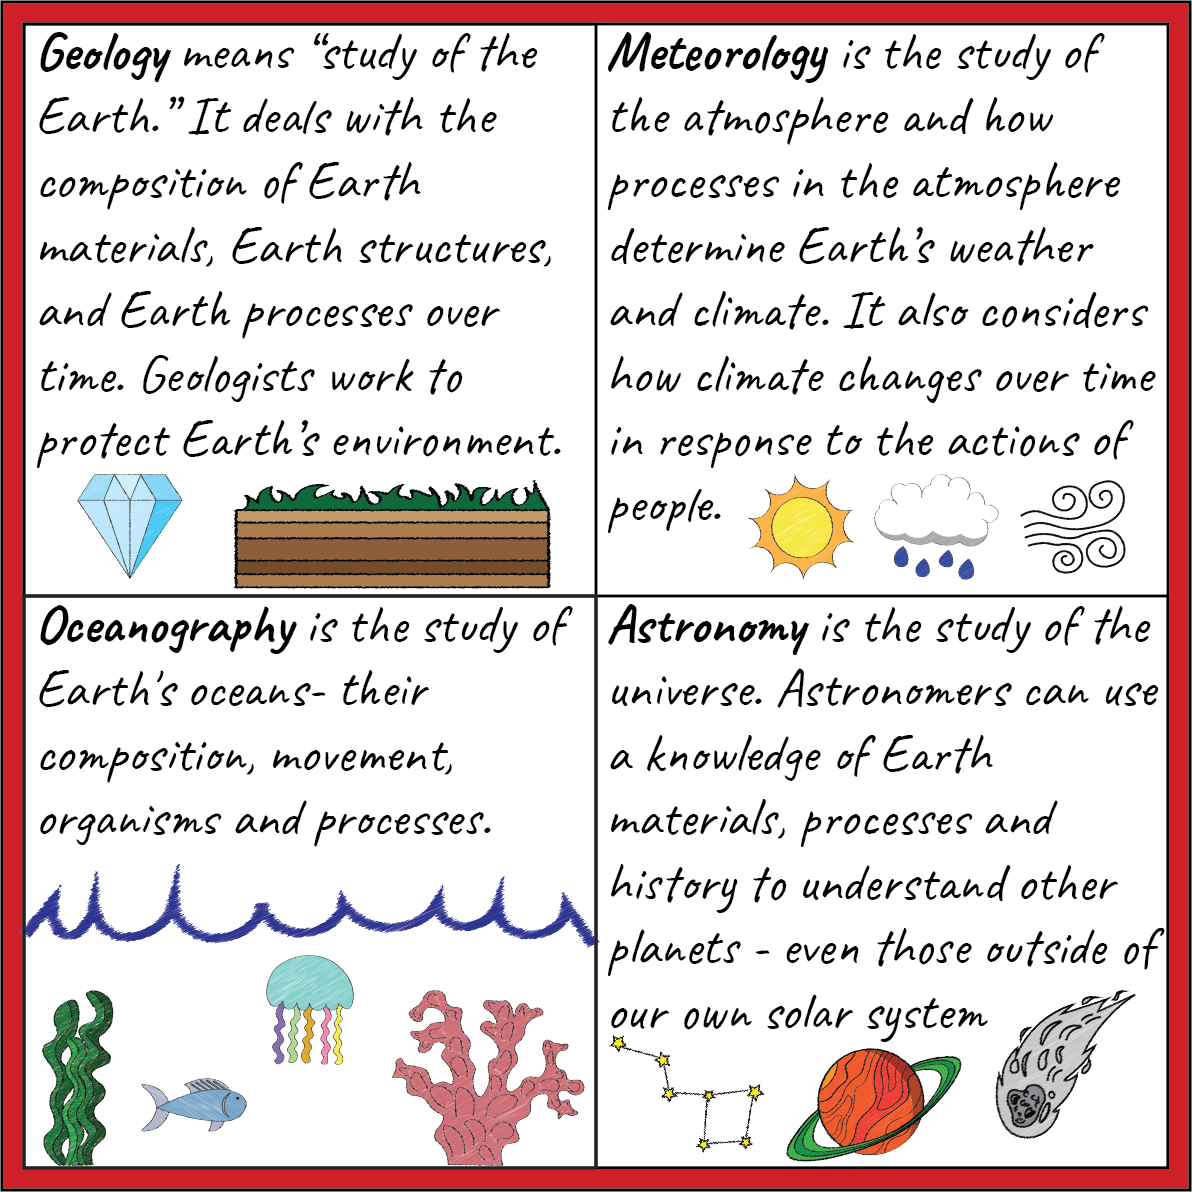 Geology means “study of the
Earth.” It deals with the
composition of Earth
materials, Earth structures,
and Earth processes over
time. Geologists work to
protect Earth’s environment.
Meteorology is the study of
the atmosphere and how
processes in the atmosphere
determine Earth’s weather
and climate. It also considers
how climate changes over time
in response to the actions of
people.
Oceanography is the study of
Earth's oceans- their
composition, movement,
organisms and processes.
Astronomy is the study of the
universe. Astronomers can use
a knowledge of Earth
materials, processes and
history to understand other
planets - even those outside of
our own solar system